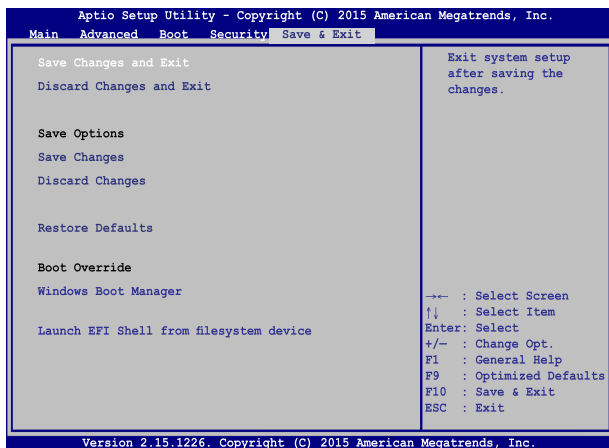 Aptio Setup Utility - Copyright (C) 2015 American Megatrends, Inc.
Main Advanced Boot Security Save & Exit
Save Changes and Exit
Discard Changes and Exit
Save Options
Save Changes
Discard Changes
Restore Defaults
Boot Override
Windows Boot Manager
Launch EFI Shell from filesystem device
Exit system setup
after saving the
changes.
→← : Select Screen
↑↓ : Select Item
Enter: Select
+/— : Change Opt.
F1 : General Help
F9 : Optimized Defaults
F10 : Save & Exit
ESC : Exit
Version 2.15.1226. Copyright (C) 2015 American Megatrends, Inc.